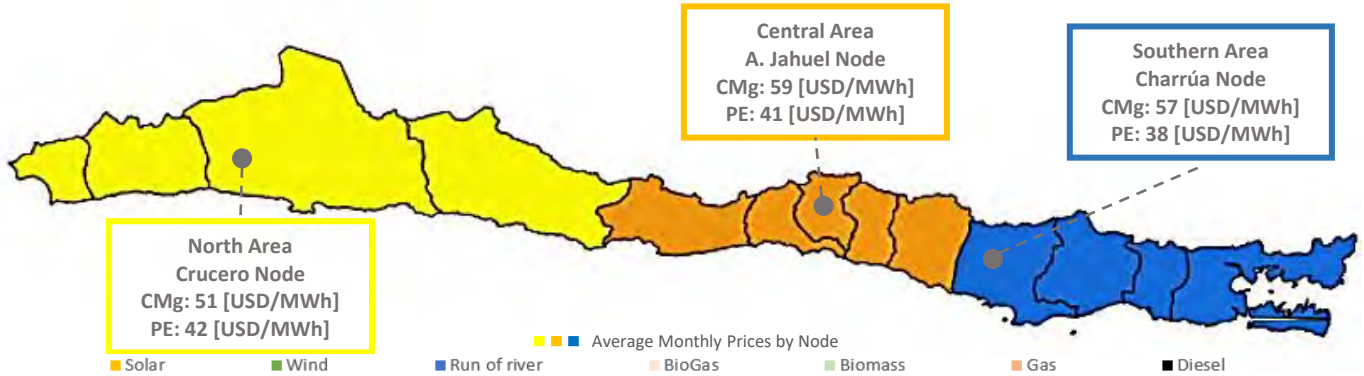 Central Area
A. Jahuel Node
CMg: 59 [USD/MWh]
PE: 41 [USD/MWh]
Southern Area
Charrúa Node
CMg: 57 [USD/MWh]
PE: 38 [USD/MWh]
North Area
Crucero Node
CMg: 51 [USD/MWh]
PE: 42 [USD/MWh]
Average Monthly Prices by Node
Solar Wind Run of river BioGas Biomass Gas Diesel